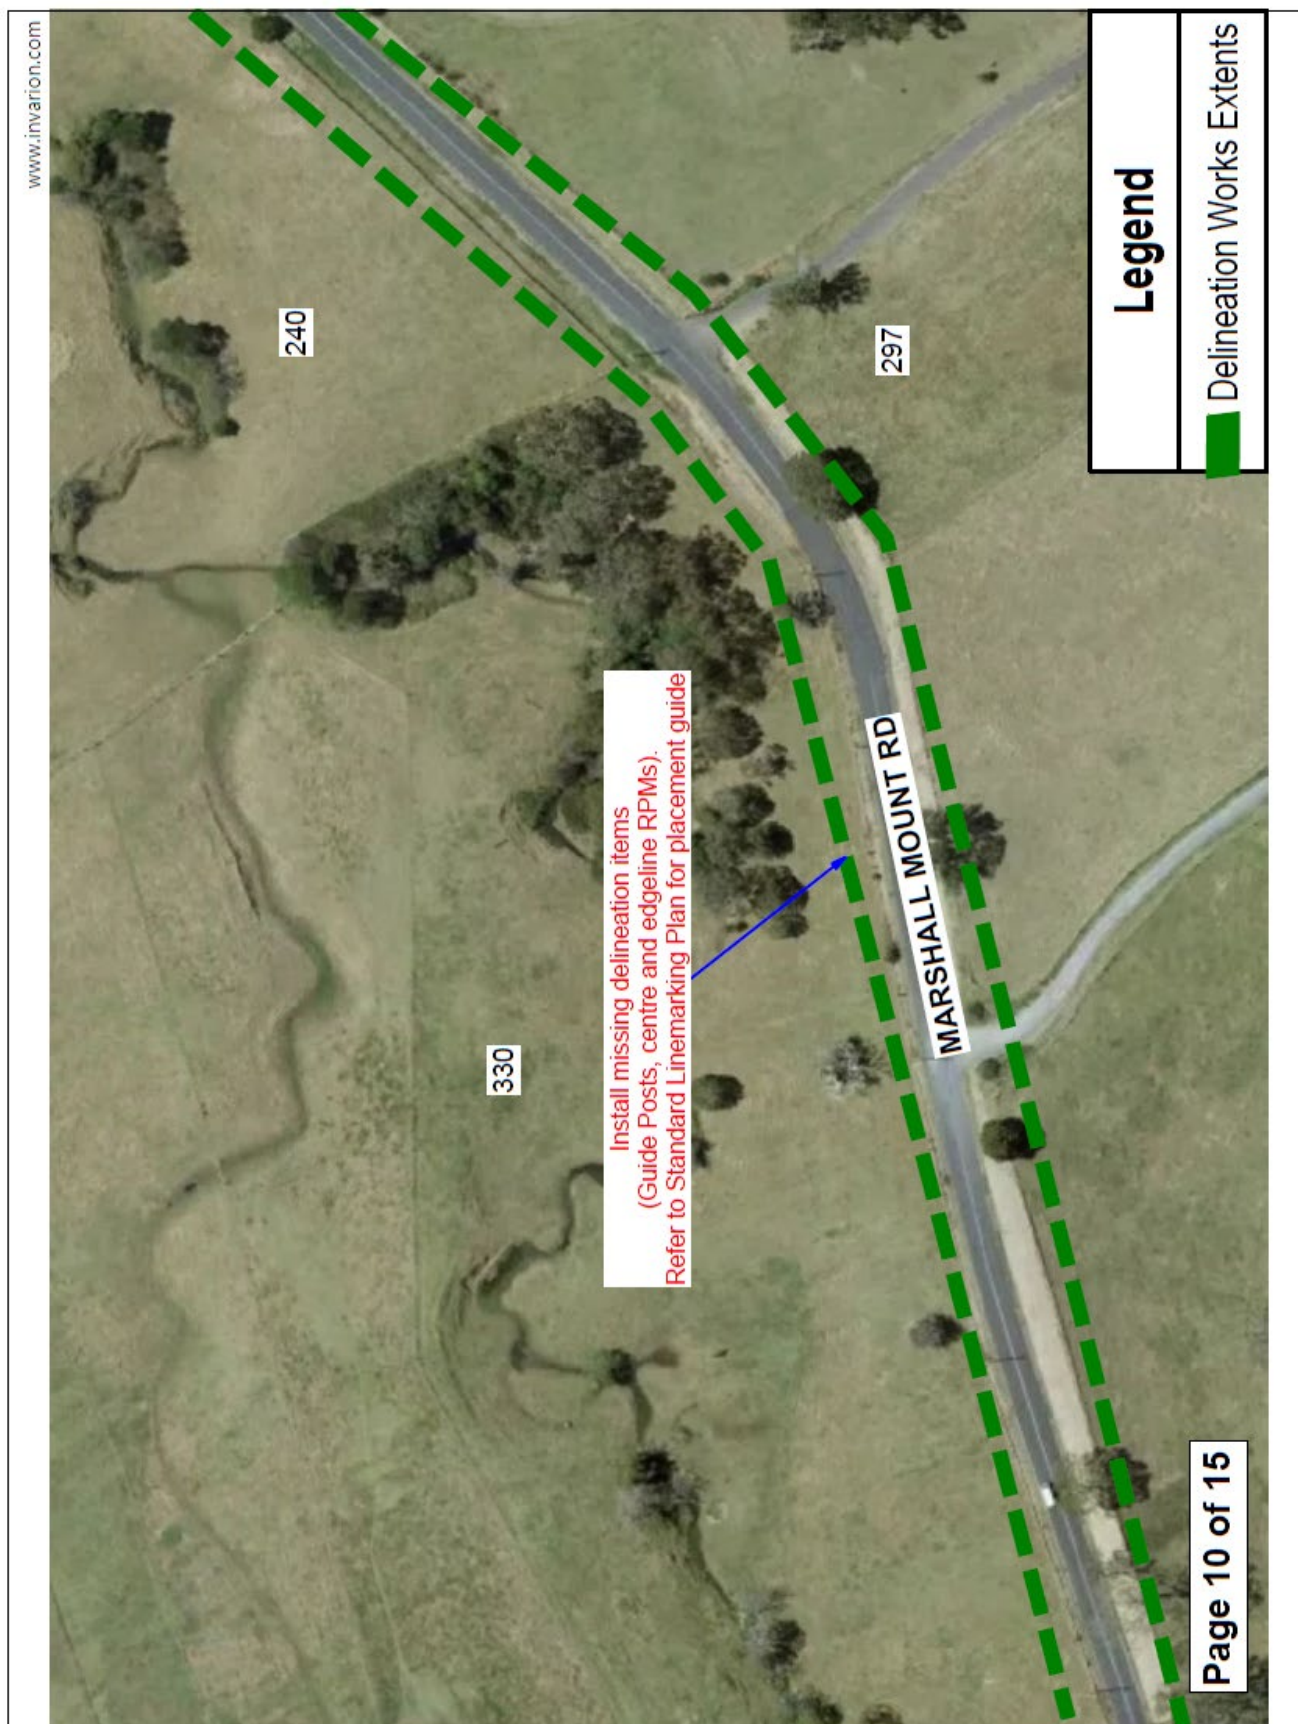 www.invarion.com
240
297
330
Install missing delineation items
(Guide Posts, centre and edgeline RPMs).
Refer to Standard Linemarking Plan for placement guide
MARSHALL MOUNT RD
Legend
Delineation Works Extents
Page 10 of 15